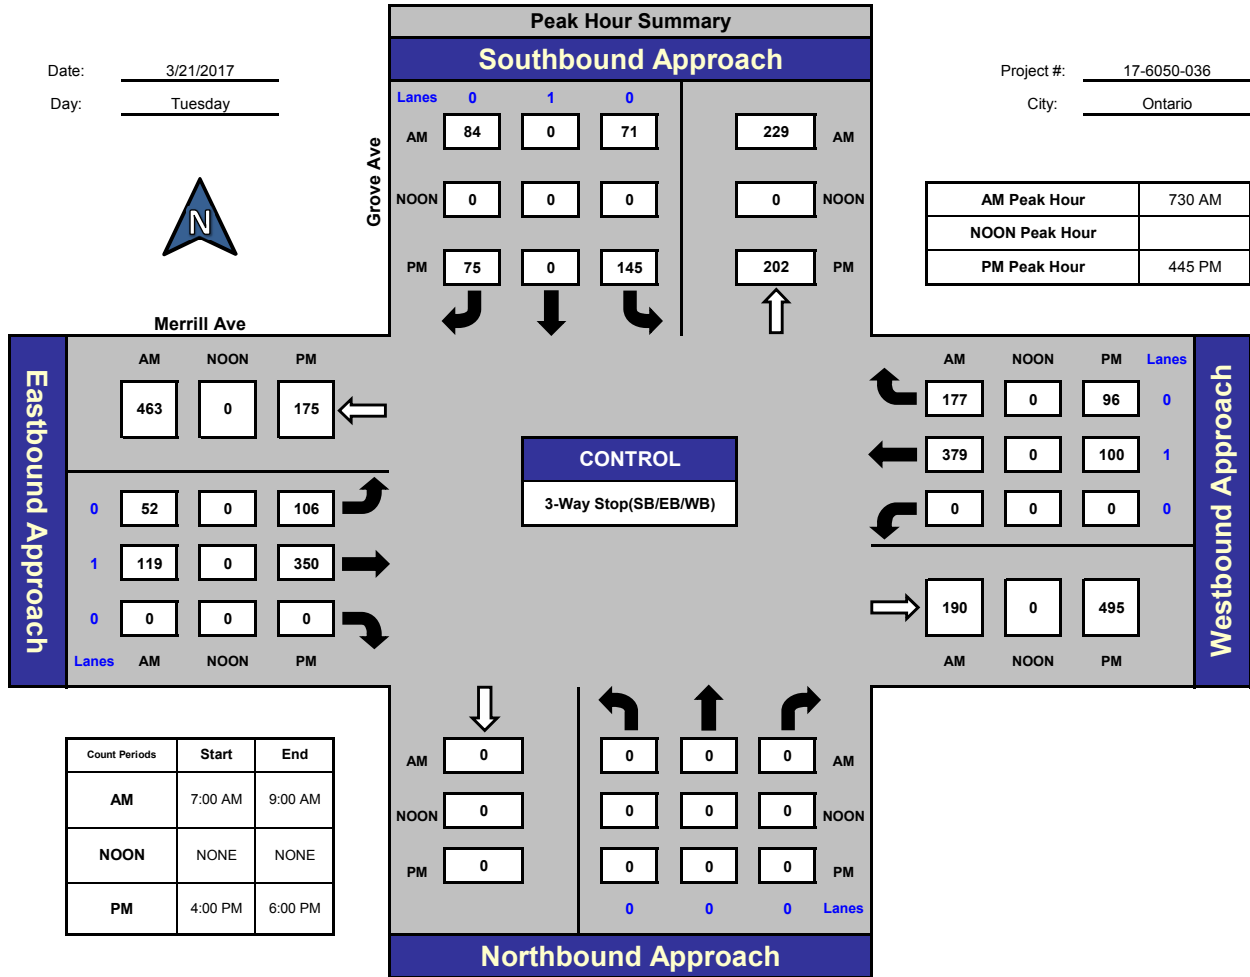 Peak Hour Summary
Southbound Approach
Date: 3/21/2017
Day: Tuesday
Project #: 17-6050-036
City: Ontario
Lanes 0 1 0
AM 84 0 71 229 AM
NOON 0 0 0 0 NOON
PM 75 0 145 202 PM
Grove Ave
N
AM Peak Hour 730 AM
NOON Peak Hour
PM Peak Hour 445 PM
Merrill Ave
Eastbound Approach
AM NOON PM
463 0 175
0 52 0 106
1 119 0 350
0 0 0 0
Lanes AM NOON PM
CONTROL
3-Way Stop(SB/EB/WB)
AM NOON PM Lanes
177 0 96 0
379 0 100 1
0 0 0 0
190 0 495
AM NOON PM
Westbound Approach
Count Periods Start End
AM 7:00 AM 9:00 AM
NOON NONE NONE
PM 4:00 PM 6:00 PM
AM 0 0 0 0 AM
NOON 0 0 0 0 NOON
PM 0 0 0 0 PM
0 0 0 Lanes
Northbound Approach